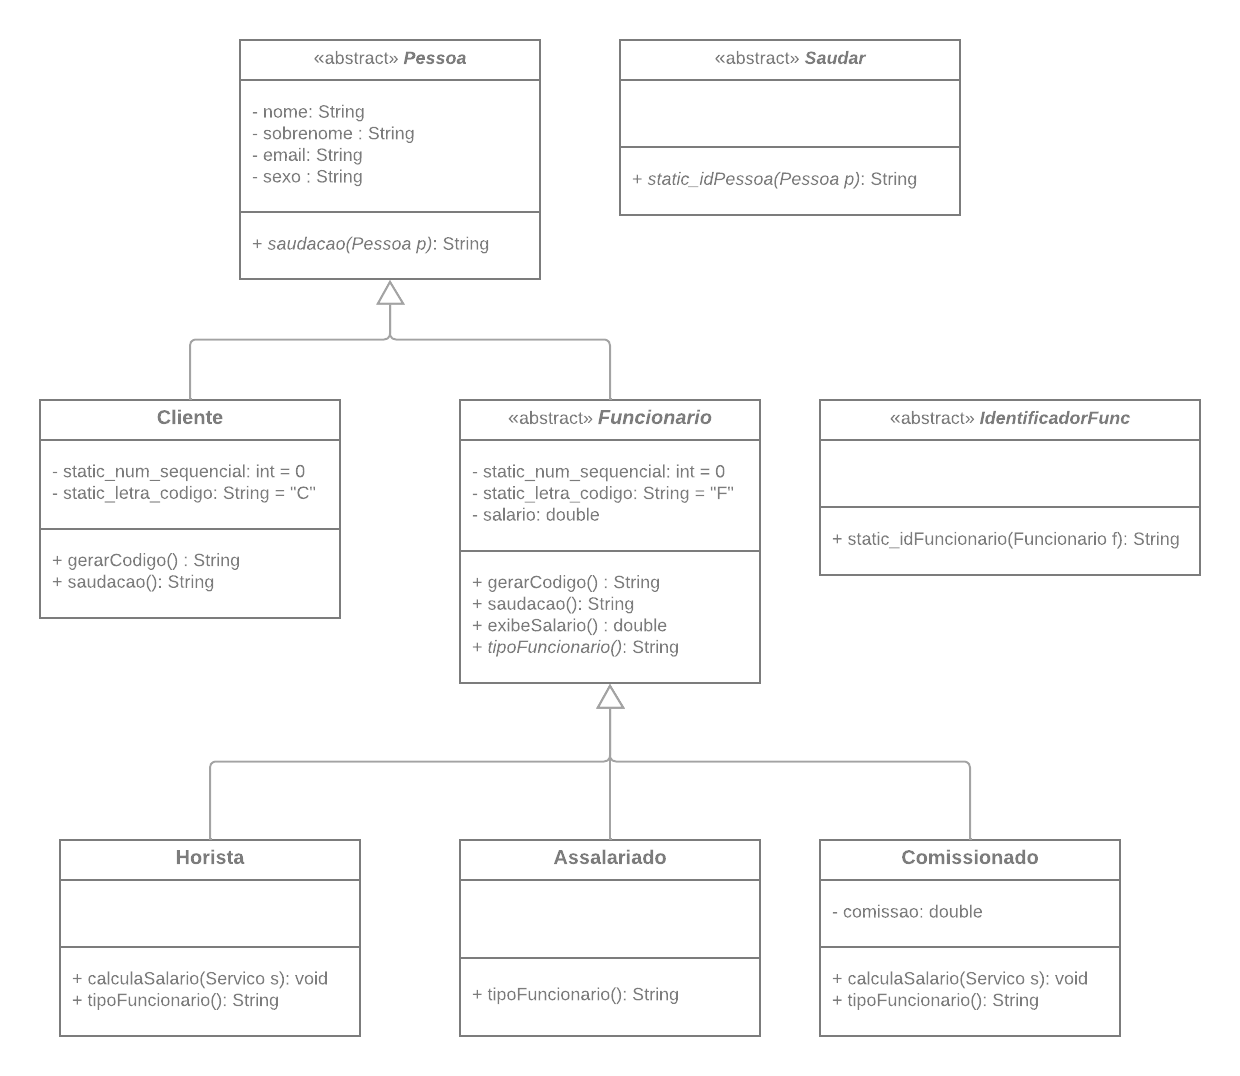 «abstract» Pessoa
- nome: String
- sobrenome : String
- email: String
- sexo : String
+ saudacao(Pessoa p): String
«abstract» Saudar
+ static_idPessoa(Pessoa p): String
Cliente
- static_num_sequencial: int = 0
- static_letra_codigo: String = "C"
+ gerarCodigo() : String
+ saudacao(): String
«abstract» Funcionario
- static_num_sequencial: int = 0
- static_letra_codigo: String = "F"
- salario: double
+ gerarCodigo() : String
+ saudacao(): String
+ exibeSalario() : double
+ tipoFuncionario(): String
«abstract» IdentificadorFunc
+ static_idFuncionario(Funcionario f): String
Horista
+ calculaSalario(Servico s): void
+ tipoFuncionario(): String
Assalariado
+ tipoFuncionario(): String
Comissionado
- comissao: double
+ calculaSalario(Servico s): void
+ tipoFuncionario(): String